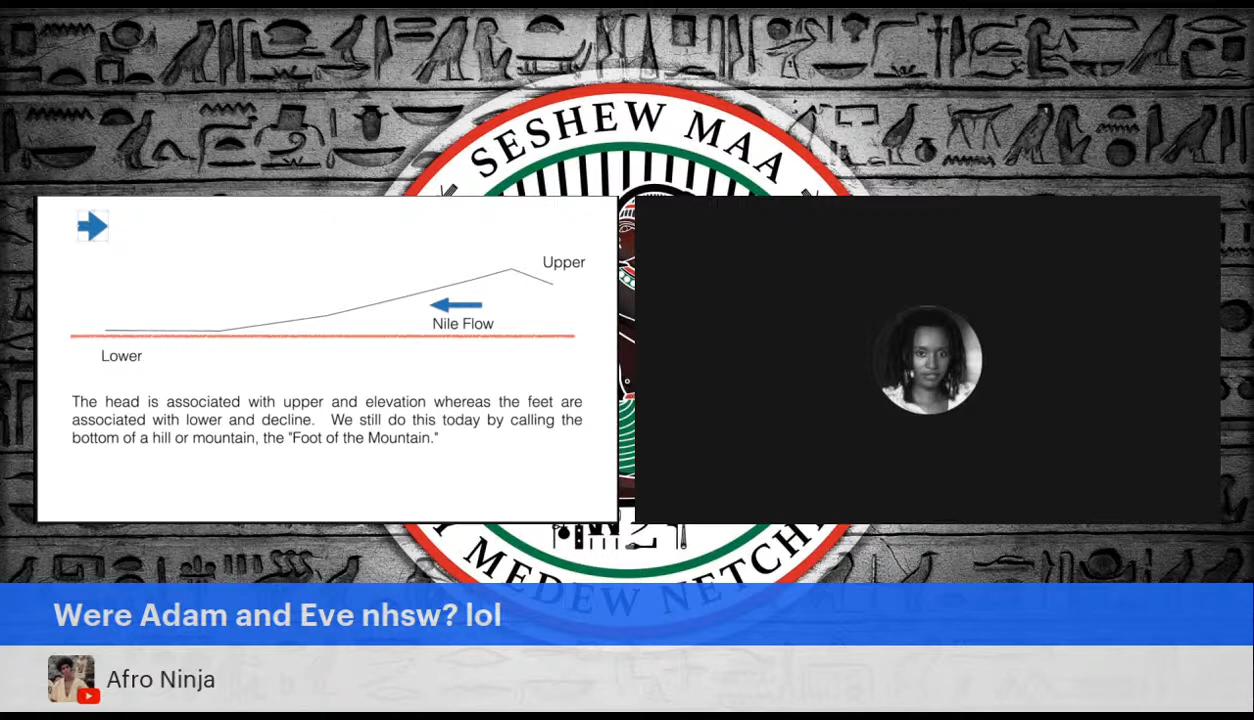 SESHEW MAA
Upper
Nile Flow
Lower
The head is associated with upper and elevation whereas the feet are
associated with lower and decline. We still do this today by calling the
bottom of a hill or mountain, the "Foot of the Mountain."
MEDEW NETCH
Were Adam and Eve nhsw? lol
Afro Ninja